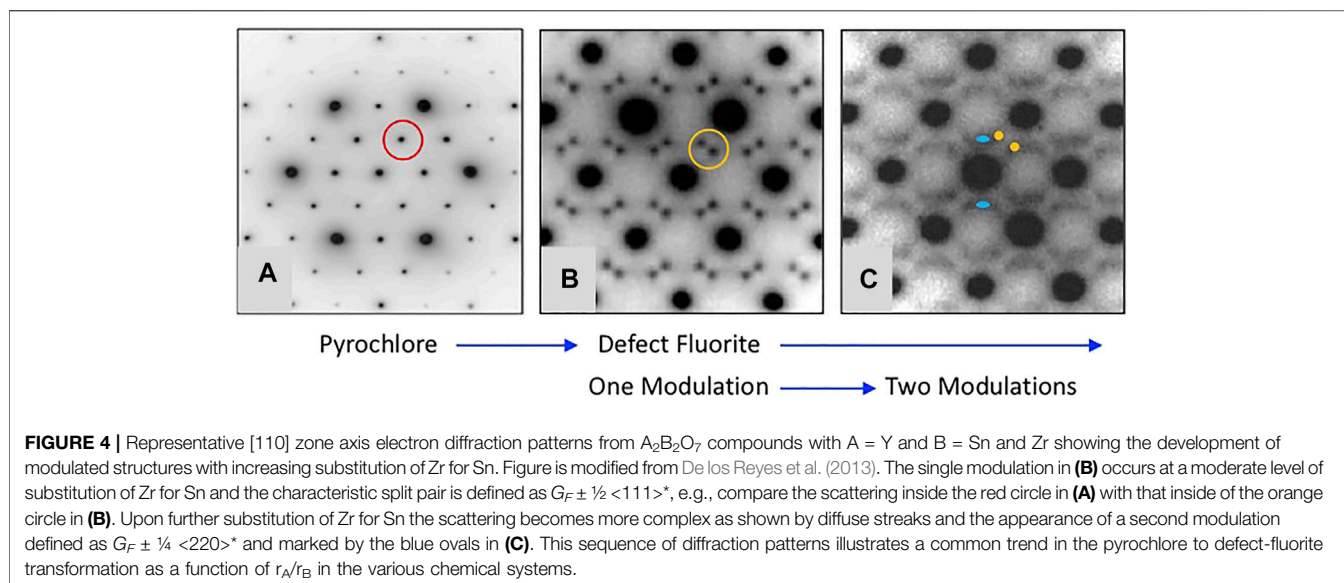 A
B
C
Pyrochlore
Defect Fluorite
One Modulation
Two Modulations
FIGURE 4 | Representative [110] zone axis electron diffraction patterns from A₂B₂O₇ compounds with A = Y and B = Sn and Zr showing the development of
modulated structures with increasing substitution of Zr for Sn. Figure is modified from De los Reyes et al. (2013). The single modulation in (B) occurs at a moderate level of
substitution of Zr for Sn and the characteristic split pair is defined as G_F ± ½ <111>*, e.g., compare the scattering inside the red circle in (A) with that inside of the orange
circle in (B). Upon further substitution of Zr for Sn the scattering becomes more complex as shown by diffuse streaks and the appearance of a second modulation
defined as G_F ± ¼ <220>* and marked by the blue ovals in (C). This sequence of diffraction patterns illustrates a common trend in the pyrochlore to defect-fluorite
transformation as a function of r_A/r_B in the various chemical systems.